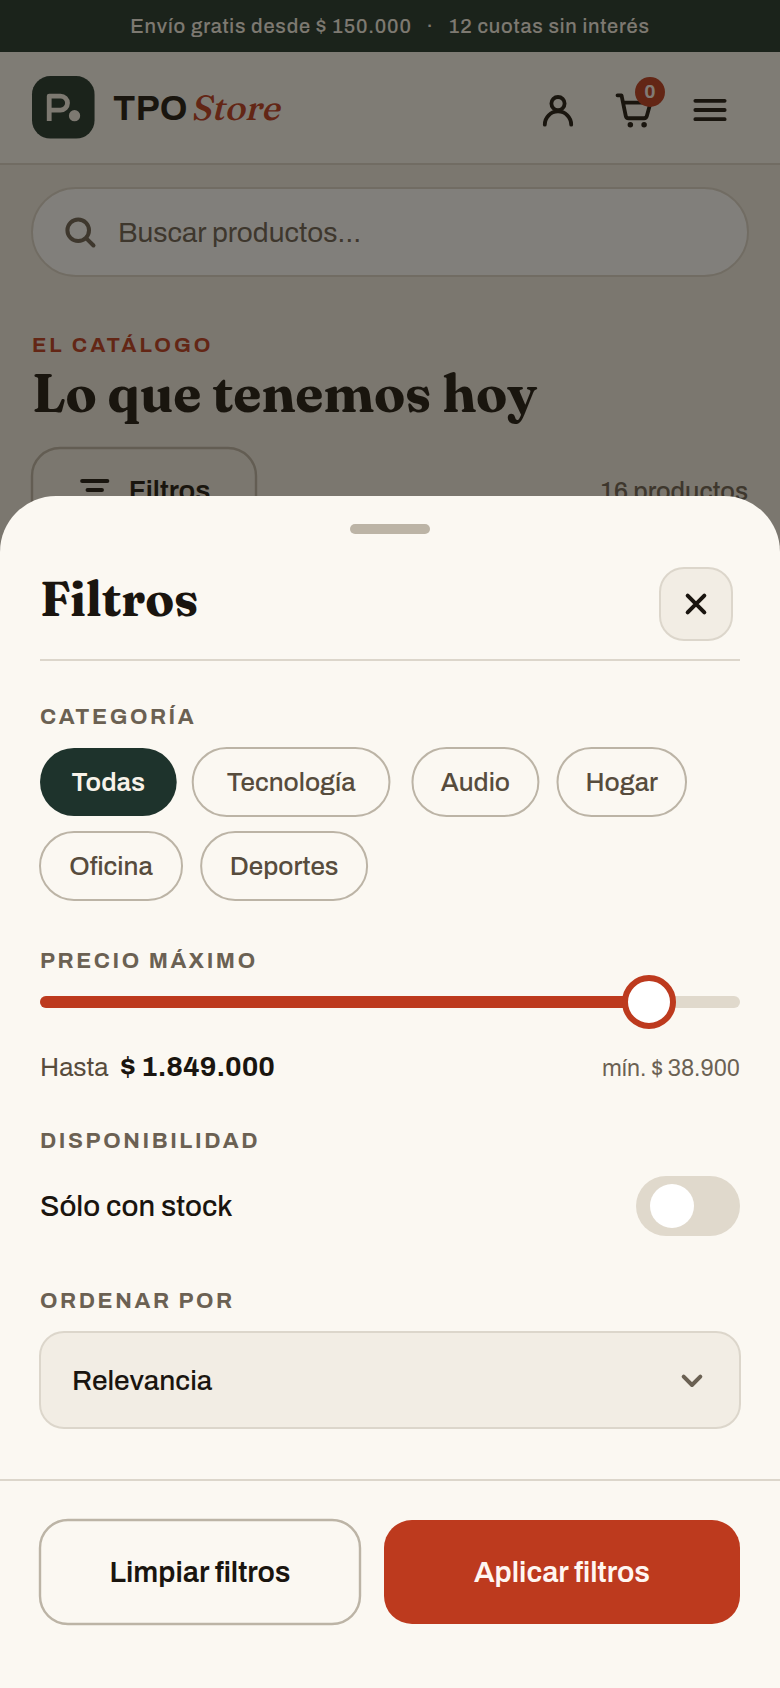 Envío gratis desde $ 150.000 · 12 cuotas sin interés
P. TPO Store
0
Buscar productos...
EL CATÁLOGO
Lo que tenemos hoy
Filtros 16 productos
Filtros
CATEGORÍA
Todas Tecnología Audio Hogar
Oficina Deportes
PRECIO MÁXIMO
Hasta $ 1.849.000 mín. $ 38.900
DISPONIBILIDAD
Sólo con stock
ORDENAR POR
Relevancia
Limpiar filtros Aplicar filtros